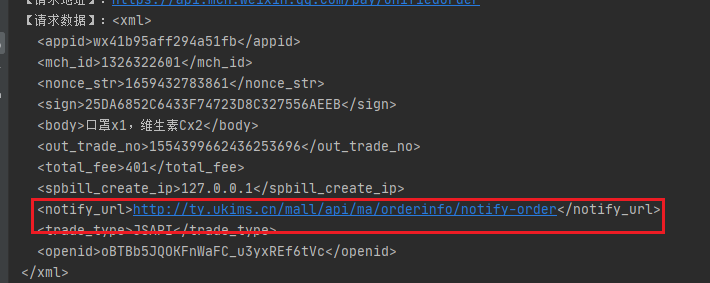 【请求地址】：https://api.mch.weixin.qq.com/pay/unifiedorder
【请求数据】：<xml>
<appid>wx41b95aff294a51fb</appid>
<mch_id>1326322601</mch_id>
<nonce_str>1659432783861</nonce_str>
<sign>25DA6852C6433F74723D8C327556AEEB</sign>
<body>口罩x1，维生素Cx2</body>
<out_trade_no>1554399662436253696</out_trade_no>
<total_fee>401</total_fee>
<spbill_create_ip>127.0.0.1</spbill_create_ip>
<notify_url>http://ty.ukims.cn/mall/api/ma/orderinfo/notify-order</notify_url>
<trade_type>JSAPI</trade_type>
<openid>oBTBb5JQOKFnWaFC_u3yxREf6tVc</openid>
</xml>